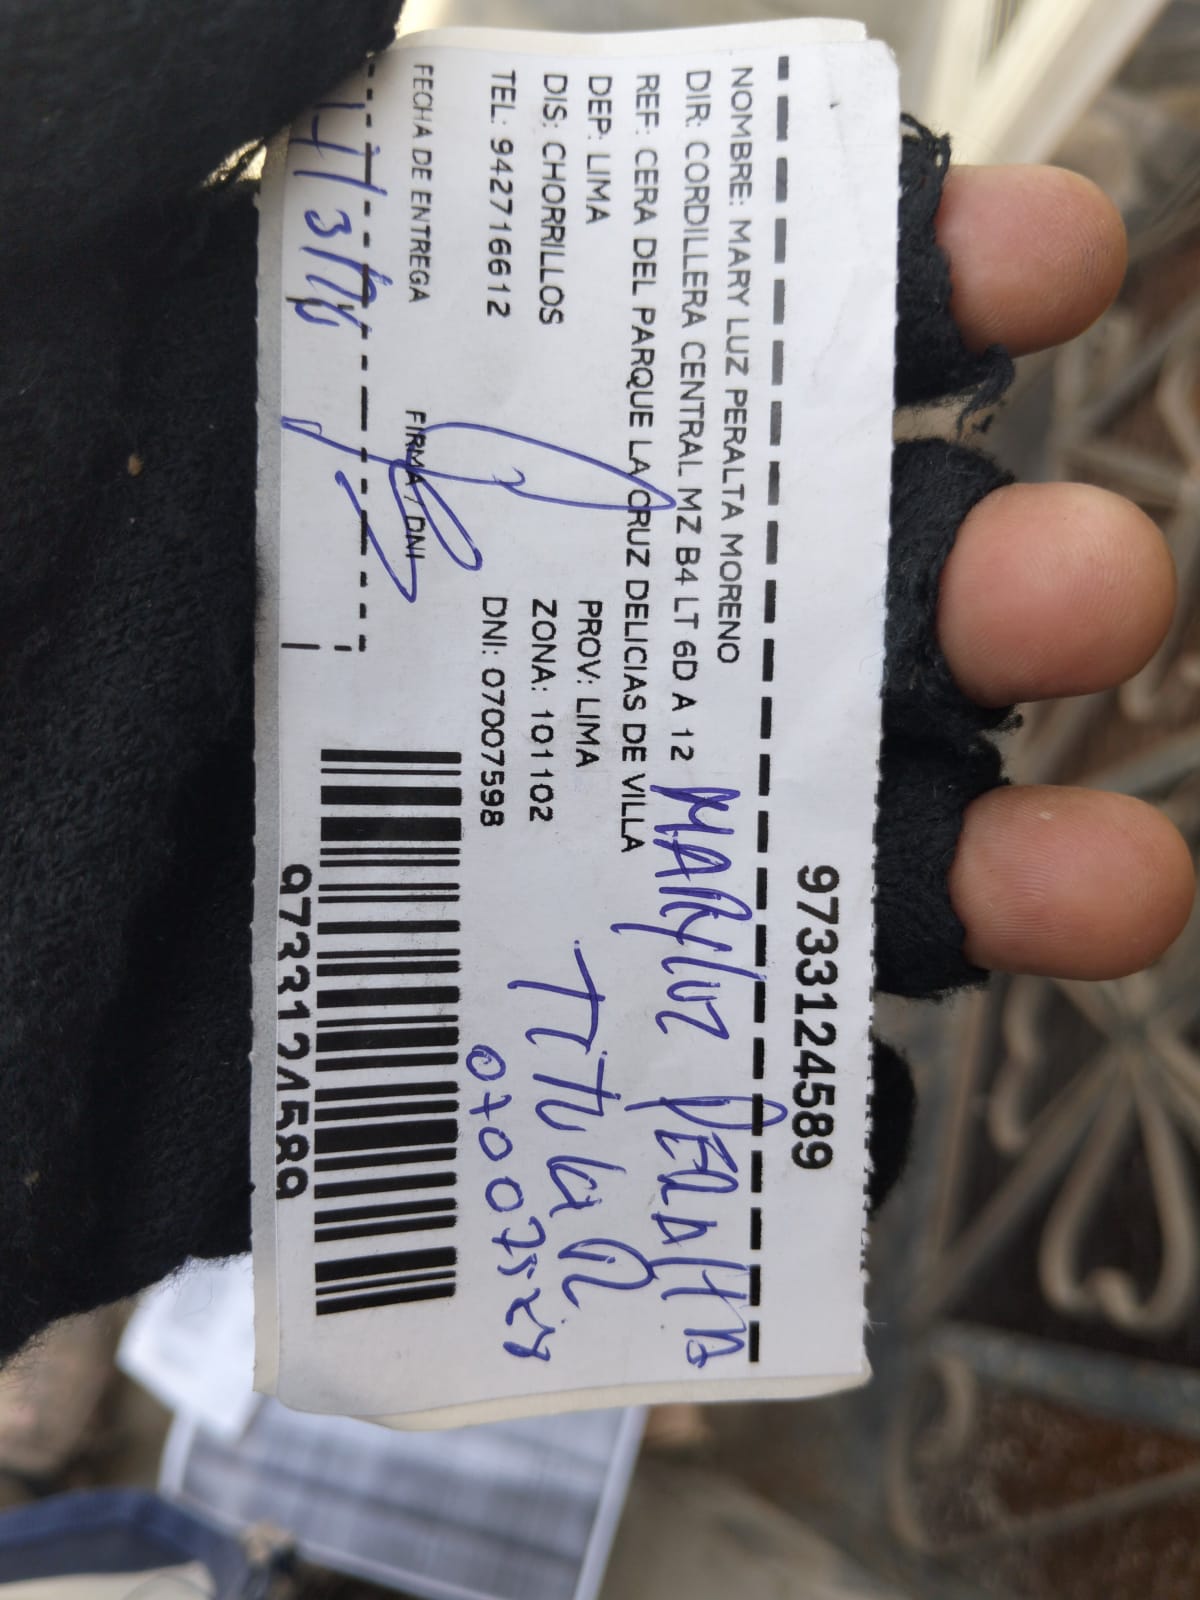 9733124589
NOMBRE: MARY LUZ PERALTA MORENO
DIR: CORDILLERA CENTRAL MZ B4 LT 6D A 12
REF: CERA DEL PARQUE LA CRUZ DELICIAS DE VILLA
DEP: LIMA PROV: LIMA
DIS: CHORRILLOS ZONA: 101102
TEL: 942716612 DNI: 07007598
MARYLUZ PERALTA
TITULAR
FECHA DE ENTREGA FIRMA / DNI
9733124589